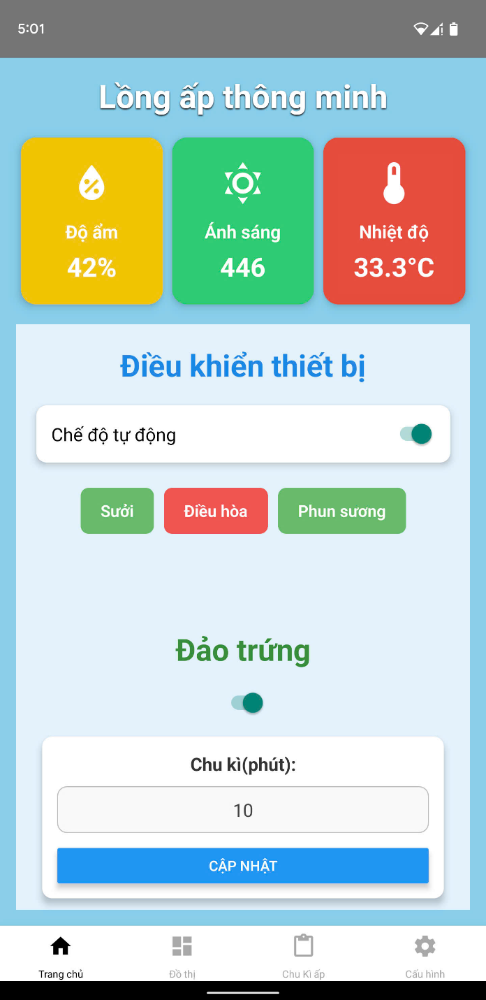 5:01
Lồng ấp thông minh
Độ ẩm
42%
Ánh sáng
446
Nhiệt độ
33.3°C
Điều khiển thiết bị
Chế độ tự động
Sưởi
Điều hòa
Phun sương
Đảo trứng
Chu kì(phút):
10
CẬP NHẬT
Trang chủ
Đồ thị
Chu Kì ấp
Cấu hình